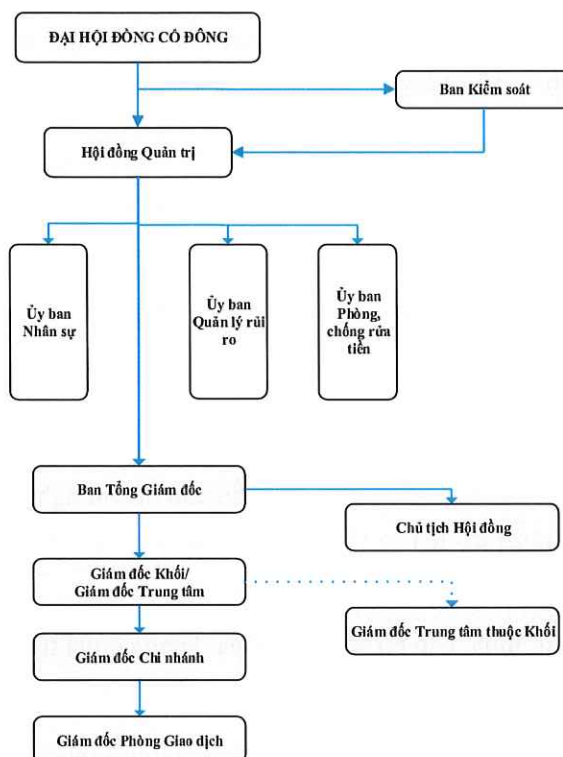 ĐẠI HỘI ĐỒNG CỔ ĐÔNG
Ban Kiểm soát
Hội đồng Quản trị
Ủy ban
Nhân sự
Ủy ban
Quản lý rủi
ro
Ủy ban
Phòng,
chống rửa
tiền
Ban Tổng Giám đốc
Chủ tịch Hội đồng
Giám đốc Khối/
Giám đốc Trung tâm
Giám đốc Trung tâm thuộc Khối
Giám đốc Chi nhánh
Giám đốc Phòng Giao dịch